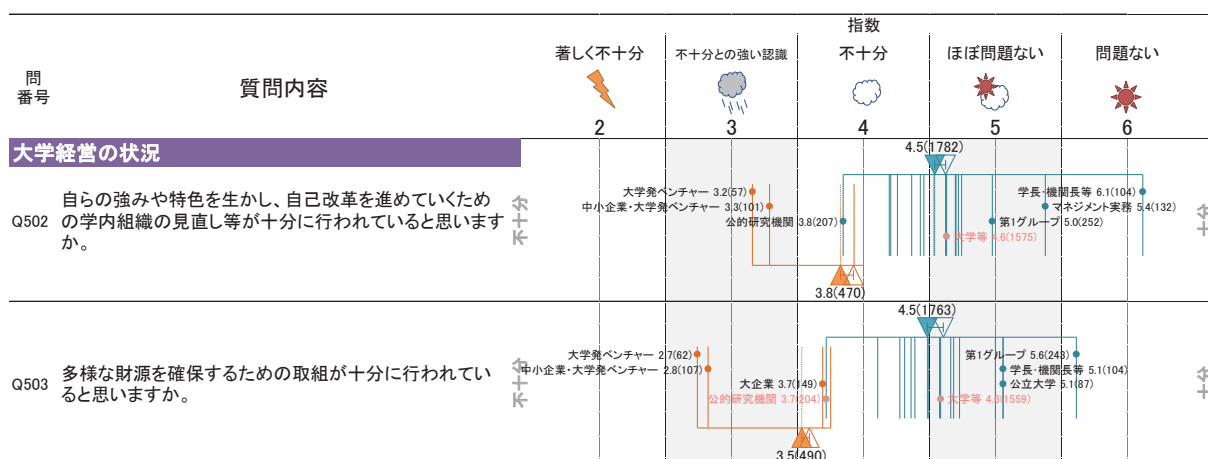 指数
問
番号
質問内容
著しく不十分
不十分との強い認識
不十分
ほぼ問題ない
問題ない
2
3
4
5
6
大学経営の状況
4.5(1782)
Q502
自らの強みや特色を生かし、自己改革を進めていくため
の学内組織の見直し等が十分に行われていると思います
か。
不十分
大学発ベンチャー 3.2(57)
中小企業・大学発ベンチャー 3.3(101)
公的研究機関 3.8(207)
学長・機関長等 6.1(104)
マネジメント実務 5.4(132)
第1グループ 5.0(252)
大学等 4.6(1575)
十分
3.8(470)
4.5(1763)
Q503
多様な財源を確保するための取組が十分に行われてい
ると思いますか。
不十分
大学発ベンチャー 2.7(62)
中小企業・大学発ベンチャー 2.8(107)
大企業 3.7(149)
公的研究機関 3.7(204)
第1グループ 5.6(243)
学長・機関長等 5.1(104)
公立大学 5.1(87)
大学等 4.6(1559)
十分
3.5(490)